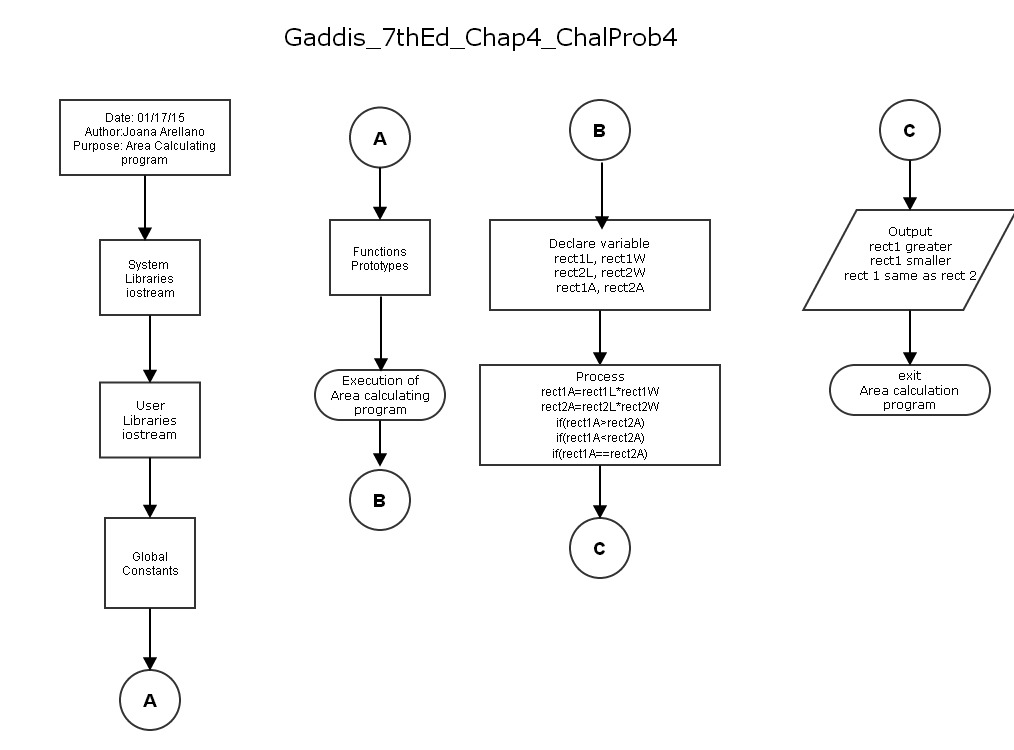 Gaddis_7thEd_Chap4_ChalProb4
Date: 01/17/15
Author:Joana Arellano
Purpose: Area Calculating
program
System
Libraries
iostream
User
Libraries
iostream
Global
Constants
A
A
Functions
Prototypes
Execution of
Area calculating
program
B
B
Declare variable
rect1L, rect1W
rect2L, rect2W
rect1A, rect2A
Process
rect1A=rect1L*rect1W
rect2A=rect2L*rect2W
if(rect1A>rect2A)
if(rect1A<rect2A)
if(rect1A==rect2A)
C
C
Output
rect1 greater
rect1 smaller
rect 1 same as rect 2
exit
Area calculation
program